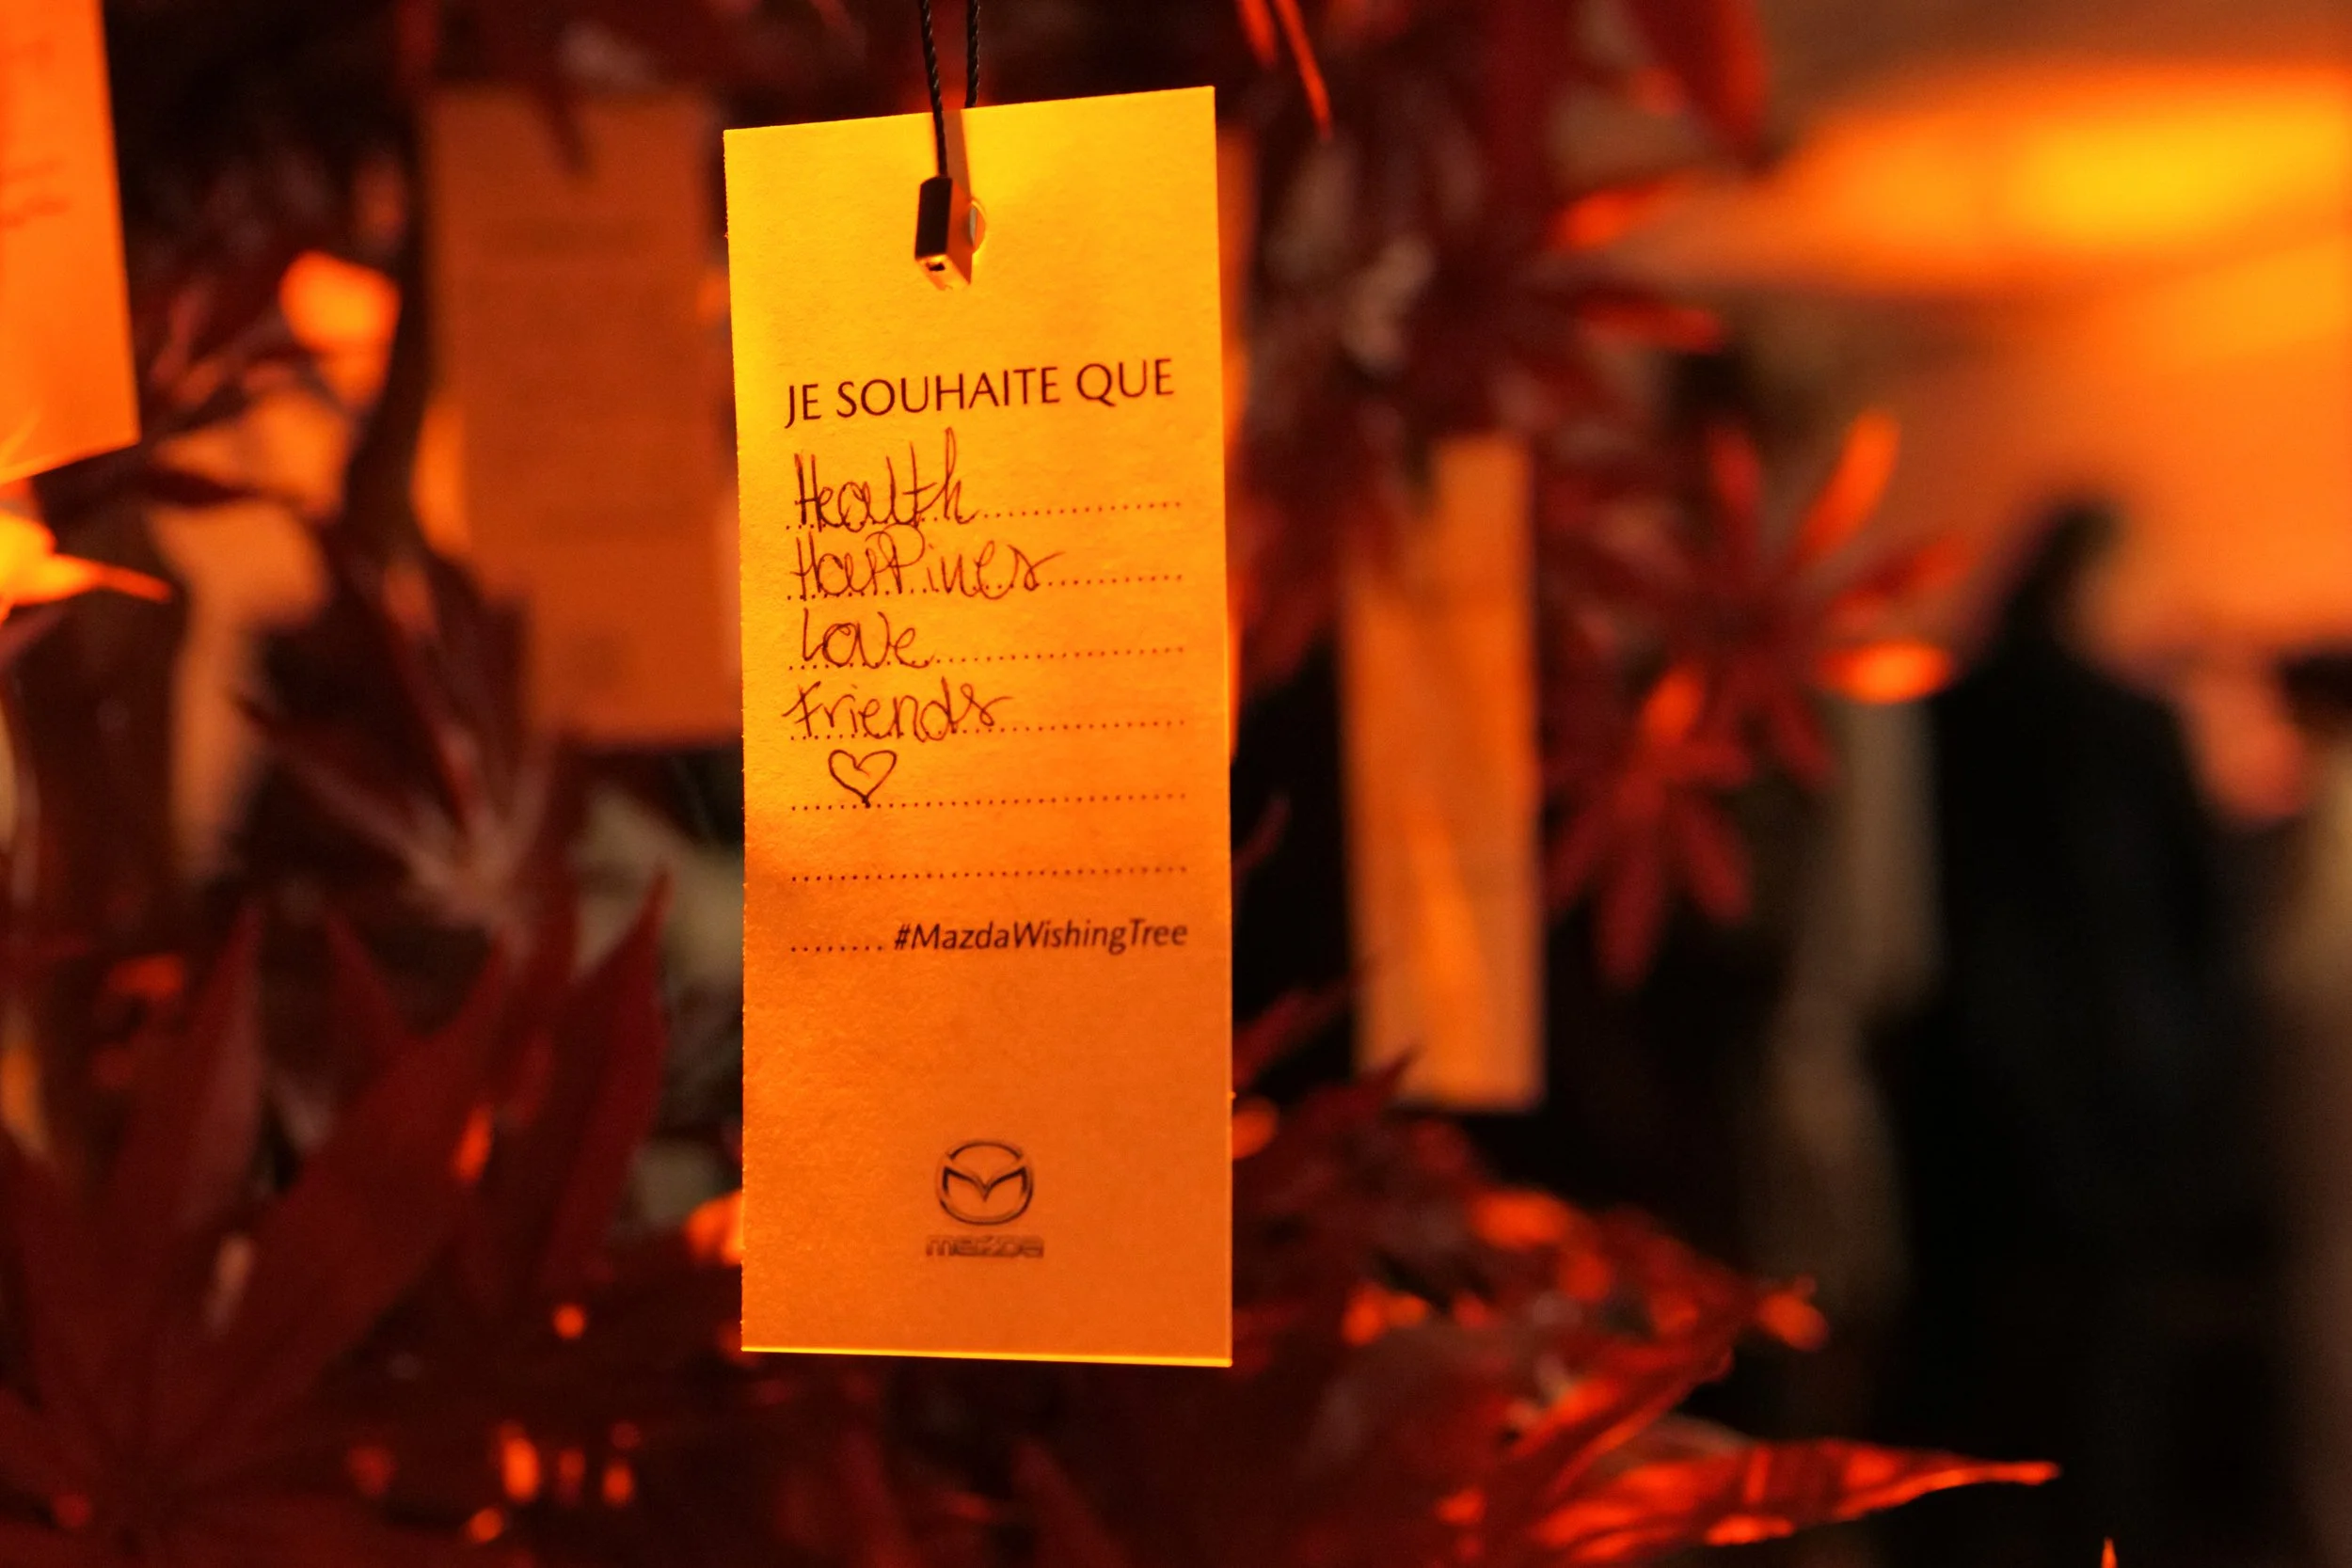 JE SOUHAITE QUE
Health
Happines
Love
Friends
#MazdaWishingTree
mazda